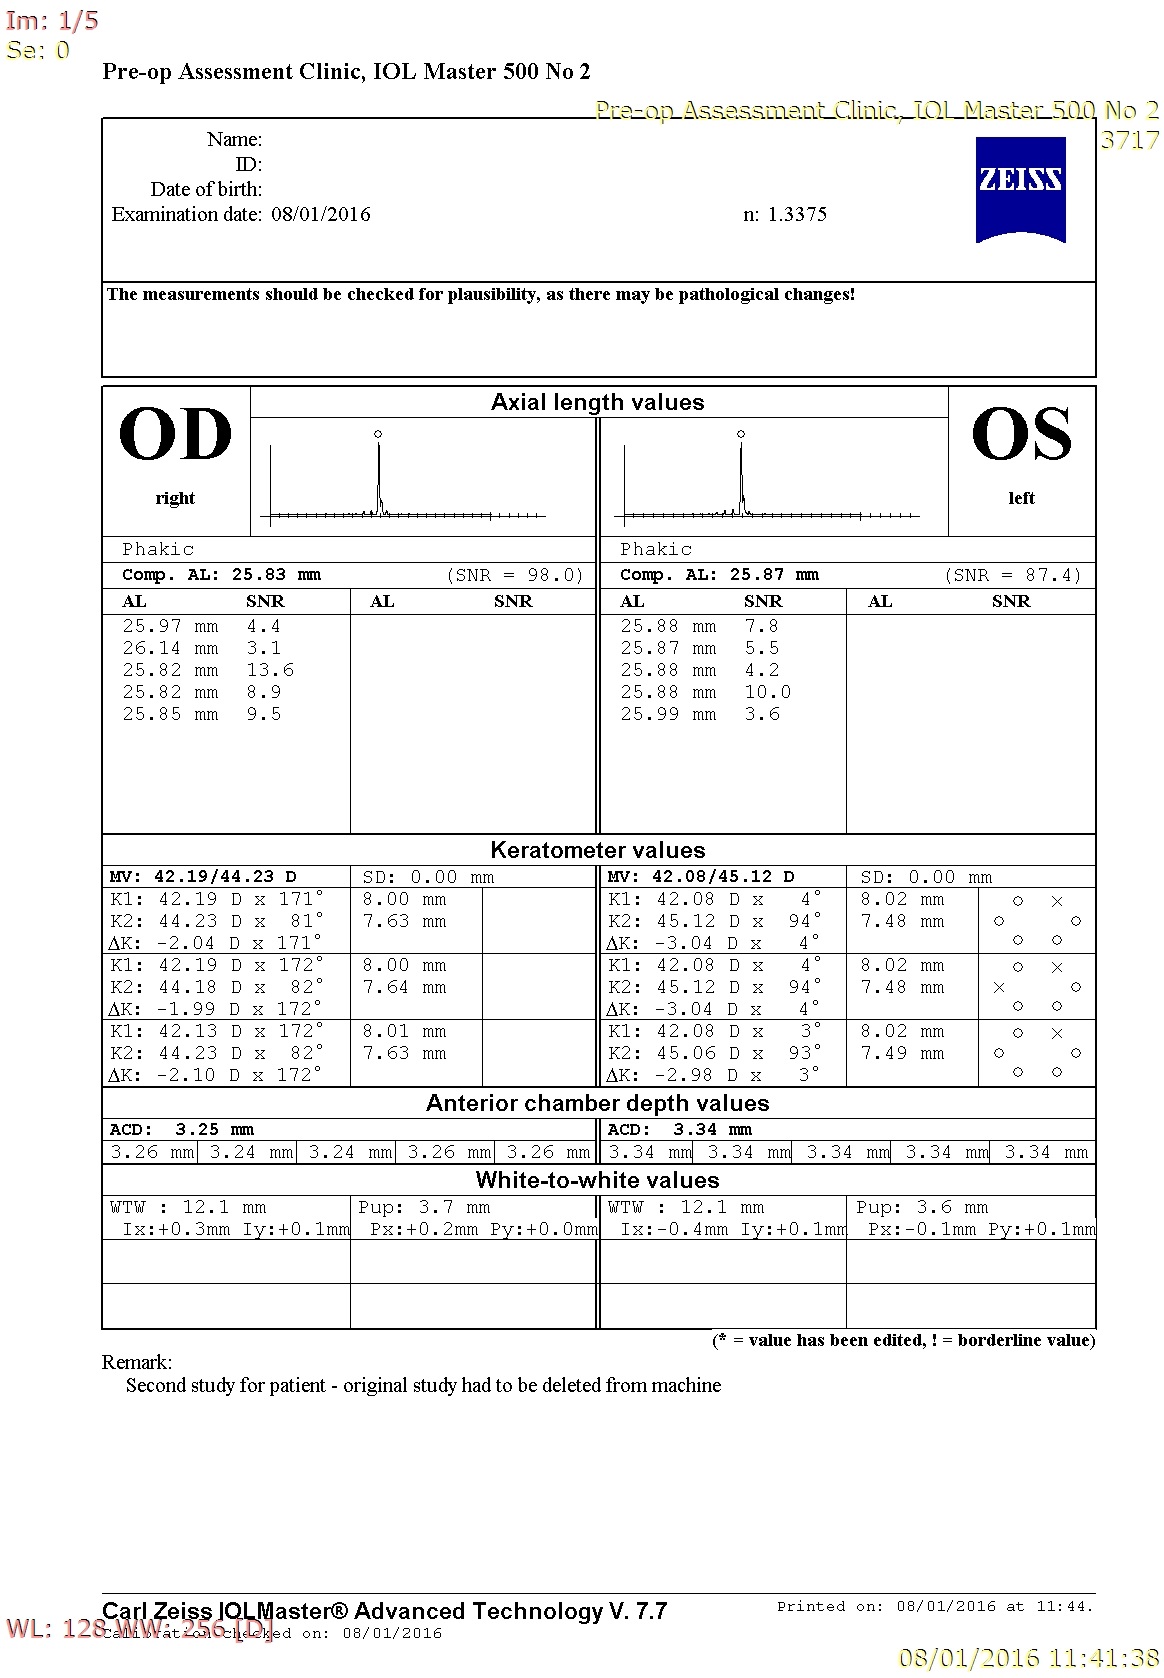 Im: 1/5
Se: 0
Pre-op Assessment Clinic, IOL Master 500 No 2
Pre-op Assessment Clinic, IOL Master 500 No 2
3717
Name:
ID:
Date of birth:
Examination date: 08/01/2016 n: 1.3375
ZEISS
The measurements should be checked for plausibility, as there may be pathological changes!
OD
right
Axial length values
OS
left
Phakic Phakic
Comp. AL: 25.83 mm (SNR = 98.0) Comp. AL: 25.87 mm (SNR = 87.4)
AL SNR AL SNR AL SNR AL SNR
25.97 mm 4.4 25.88 mm 7.8
26.14 mm 3.1 25.87 mm 5.5
25.82 mm 13.6 25.88 mm 4.2
25.82 mm 8.9 25.88 mm 10.0
25.85 mm 9.5 25.99 mm 3.6
Keratometer values
MV: 42.19/44.23 D SD: 0.00 mm MV: 42.08/45.12 D SD: 0.00 mm
K1: 42.19 D x 171° 8.00 mm K1: 42.08 D x 4° 8.02 mm
K2: 44.23 D x 81° 7.63 mm K2: 45.12 D x 94° 7.48 mm
ΔK: -2.04 D x 171° ΔK: -3.04 D x 4°
K1: 42.19 D x 172° 8.00 mm K1: 42.08 D x 4° 8.02 mm
K2: 44.18 D x 82° 7.64 mm K2: 45.12 D x 94° 7.48 mm
ΔK: -1.99 D x 172° ΔK: -3.04 D x 4°
K1: 42.13 D x 172° 8.01 mm K1: 42.08 D x 3° 8.02 mm
K2: 44.23 D x 82° 7.63 mm K2: 45.06 D x 93° 7.49 mm
ΔK: -2.10 D x 172° ΔK: -2.98 D x 3°
Anterior chamber depth values
ACD: 3.25 mm ACD: 3.34 mm
3.26 mm 3.24 mm 3.24 mm 3.26 mm 3.26 mm 3.34 mm 3.34 mm 3.34 mm 3.34 mm 3.34 mm
White-to-white values
WTW : 12.1 mm Pup: 3.7 mm WTW : 12.1 mm Pup: 3.6 mm
Ix:+0.3mm Iy:+0.1mm Px:+0.2mm Py:+0.0mm Ix:-0.4mm Iy:+0.1mm Px:-0.1mm Py:+0.1mm
(* = value has been edited, ! = borderline value)
Remark:
Second study for patient - original study had to be deleted from machine
Carl Zeiss IOLMaster® Advanced Technology V. 7.7 Printed on: 08/01/2016 at 11:44.
WL: 128 WW: 256 [D]
Calibration checked on: 08/01/2016
08/01/2016 11:41:38